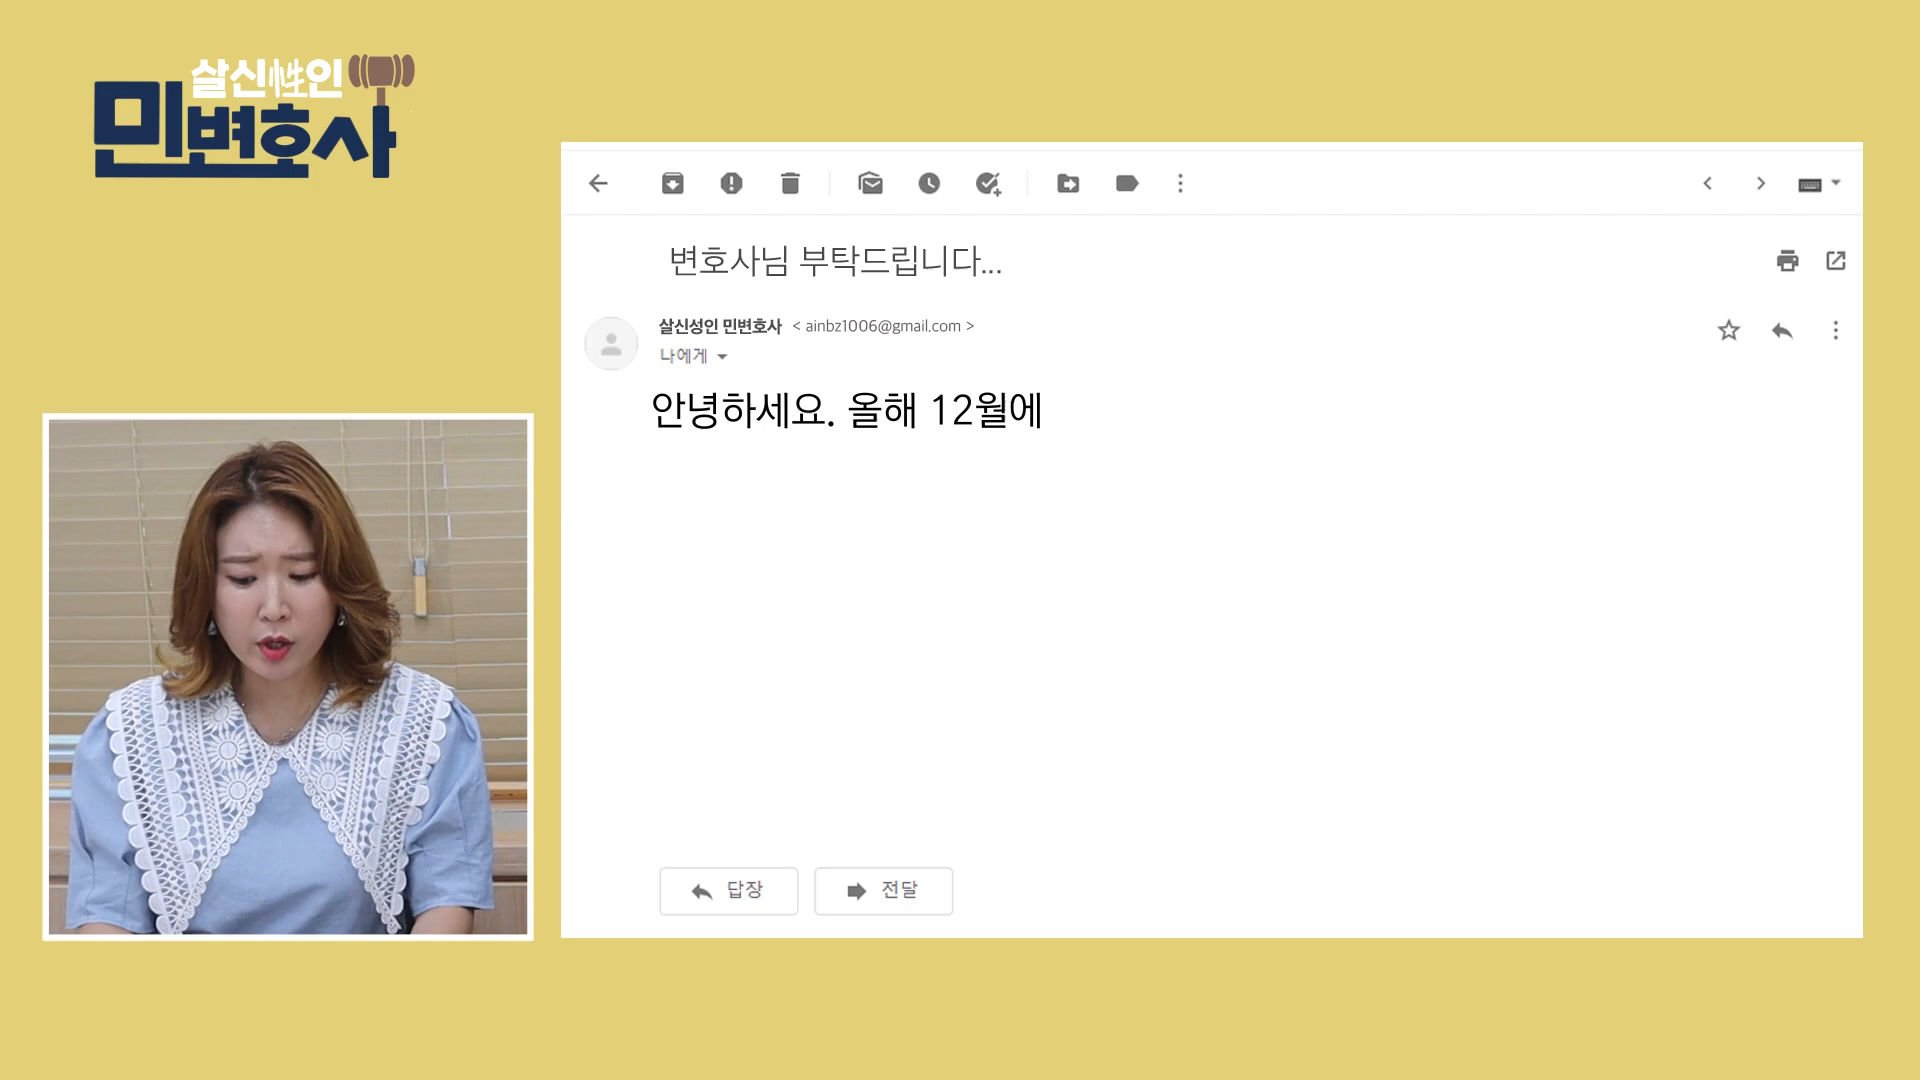 살신性인
민변호사
변호사님 부탁드립니다...
살신성인 민변호사 < ainbz1006@gmail.com >
나에게
안녕하세요. 올해 12월에
답장
전달